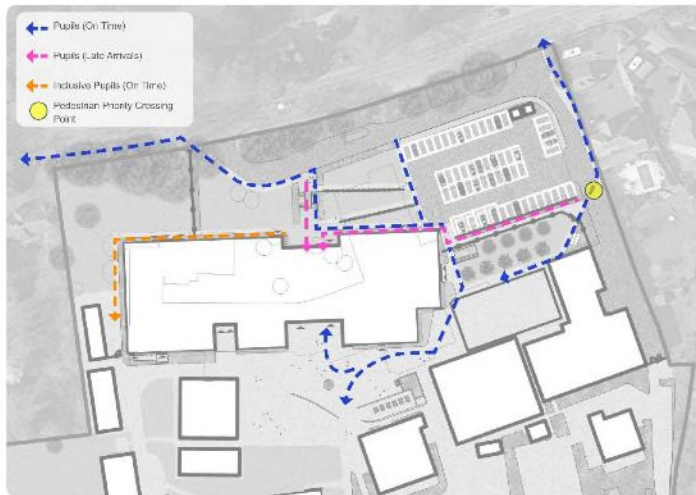 Pupils (On Time)
Pupils (Late Arrivals)
Inclusive Pupils (On Time)
Pedestrian Priority Crossing
Point